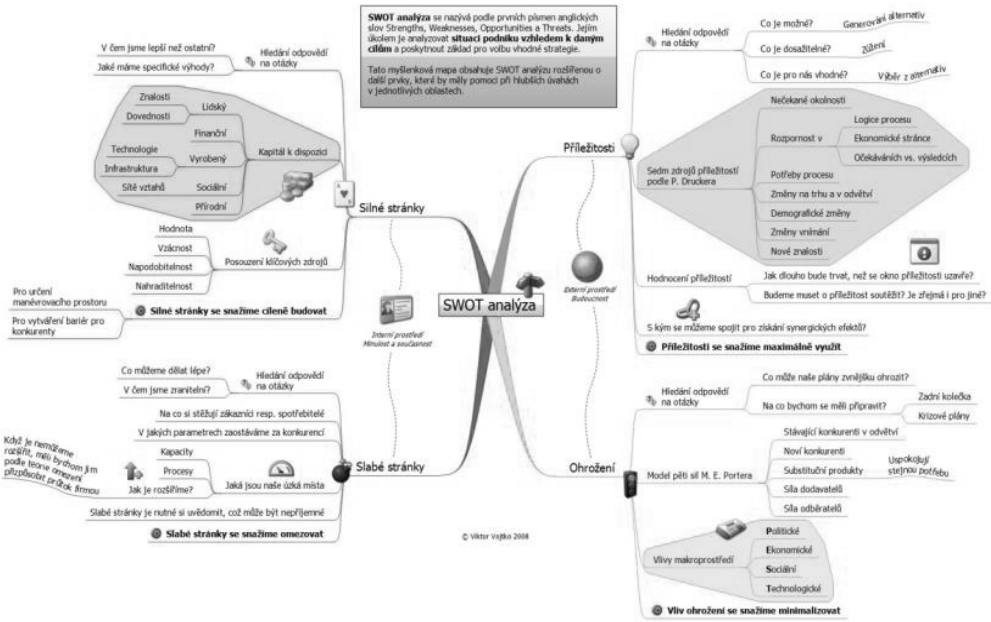 SWOT analýza se nazývá podle prvních písmen anglických
slov Strengths, Weaknesses, Opportunities a Threats. Jejím
úkolem je analyzovat situaci podniku vzhledem k daným
cílům a poskytnout základ pro volbu vhodné strategie.
Tato myšlenková mapa obsahuje SWOT analýzu rozšířenou o
další prvky, které by měly pomoci při hlubších úvahách
v jednotlivých oblastech.
SWOT analýza
Silné stránky
Hledání odpovědí
na otázky
V čem jsme lepší než ostatní?
Jaké máme specifické výhody?
Kapitál k dispozici
Lidský
Znalosti
Dovednosti
Finanční
Vyrobený
Technologie
Infrastruktura
Sociální
Sítě vztahů
Přírodní
Posouzení klíčových zdrojů
Hodnota
Vzácnost
Napodobitelnost
Nahraditelnost
Silné stránky se snažíme cíleně budovat
Pro určení
manévrovacího prostoru
Pro vytváření bariér pro
konkurenty
Interní prostředí
Minulost a současnost
Slabé stránky
Hledání odpovědí
na otázky
Co můžeme dělat lépe?
V čem jsme zranitelní?
Na co si stěžují zákazníci resp. spotřebitelé
V jakých parametrech zaostáváme za konkurencí
Jaká jsou naše úzká místa
Kapacity
Procesy
Jak je rozšíříme?
Když je nemůžeme
rozšířit, měli bychom jim
podle teorie omezení
přizpůsobit průtok firmou
Slabé stránky je nutné si uvědomit, což může být nepříjemné
Slabé stránky se snažíme omezovat
Příležitosti
Hledání odpovědí
na otázky
Co je možné?
Generování alternativ
Co je dosažitelné?
Zúžení
Co je pro nás vhodné?
Výběr z alternativ
Sedm zdrojů příležitostí
podle P. Druckera
Nečekané okolnosti
Rozpornost v
Logice procesu
Ekonomické stránce
Očekáváních vs. výsledcích
Potřeby procesu
Změny na trhu a v odvětví
Demografické změny
Změny vnímání
Nové znalosti
Hodnocení příležitostí
Jak dlouho bude trvat, než se okno příležitosti uzavře?
Budeme muset o příležitost soutěžit? Je zřejmá i pro jiné?
S kým se můžeme spojit pro získání synergických efektů?
Příležitosti se snažíme maximálně využít
Externí prostředí
Budoucnost
Ohrožení
Hledání odpovědí
na otázky
Co může naše plány zvnějšku ohrozit?
Na co bychom se měli připravit?
Zadní kolečka
Krizové plány
Model pěti sil M. E. Portera
Stávající konkurenti v odvětví
Noví konkurenti
Substituční produkty
Uspokojují
stejnou potřebu
Síla dodavatelů
Síla odběratelů
Vlivy makroprostředí
Politické
Ekonomické
Sociální
Technologické
Vliv ohrožení se snažíme minimalizovat
© Viktor Vojtko 2008